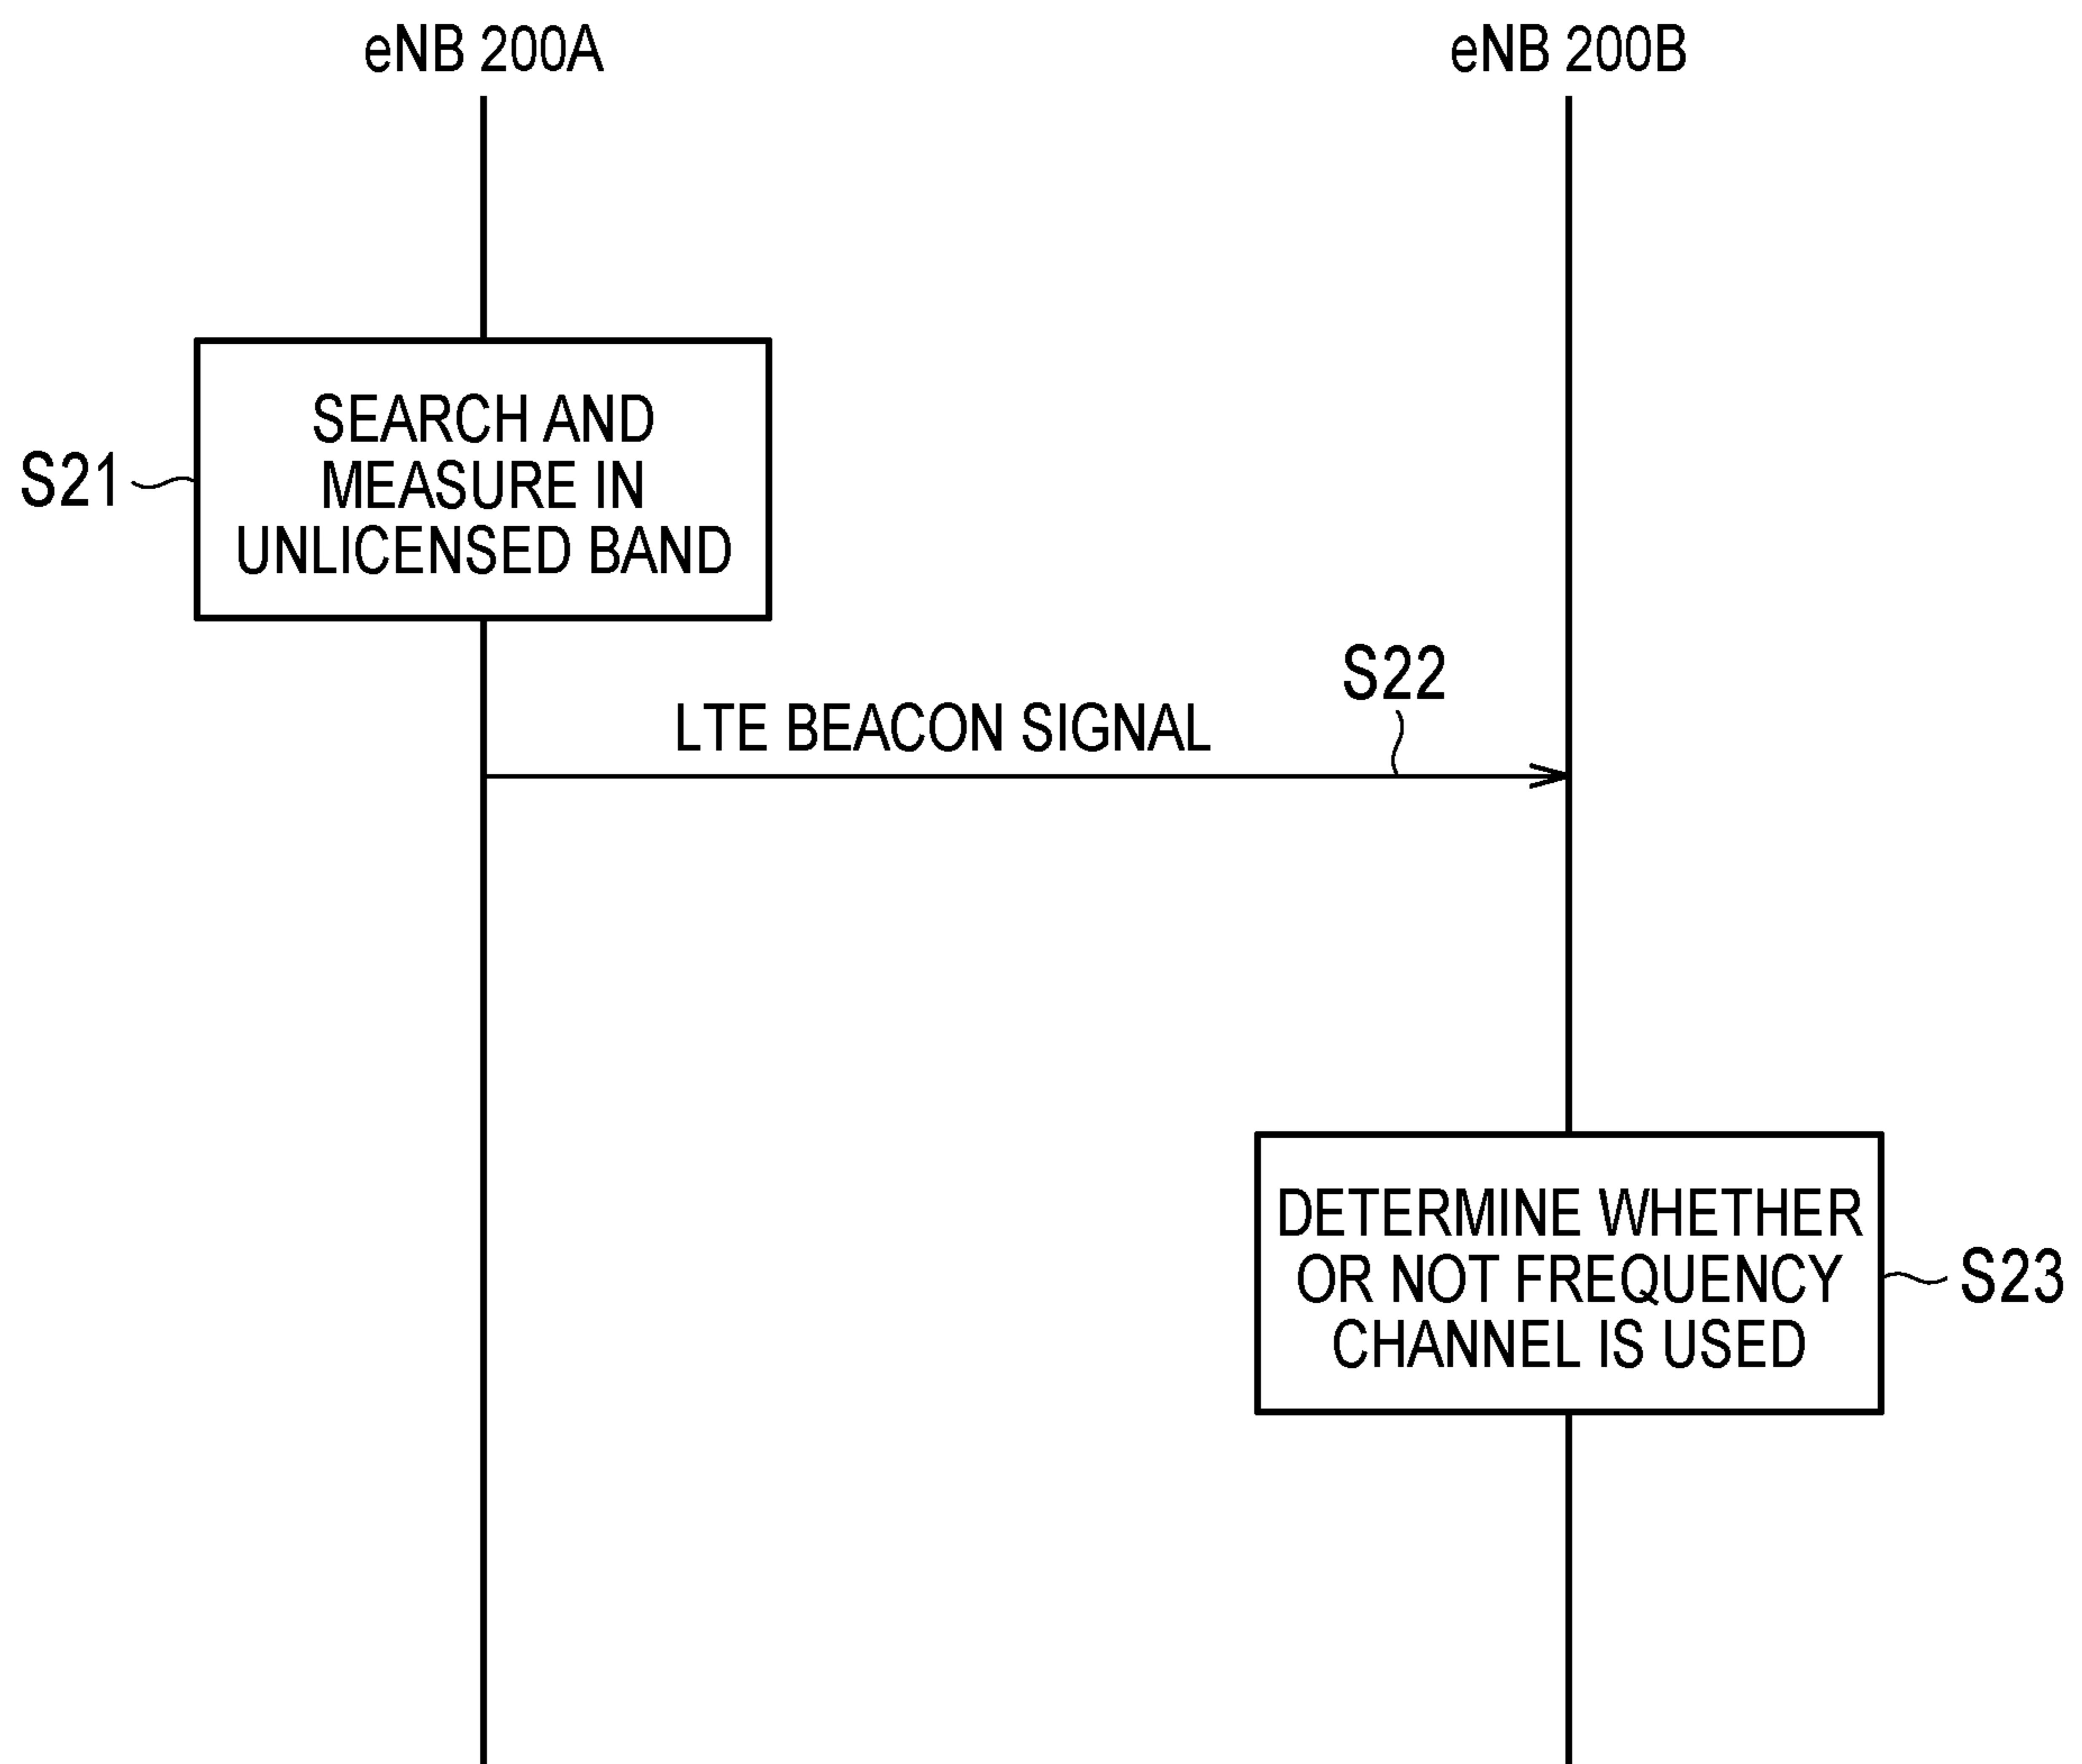 eNB 200A
eNB 200B
S21
SEARCH AND
MEASURE IN
UNLICENSED BAND
S22
LTE BEACON SIGNAL
DETERMINE WHETHER
OR NOT FREQUENCY
CHANNEL IS USED
S23